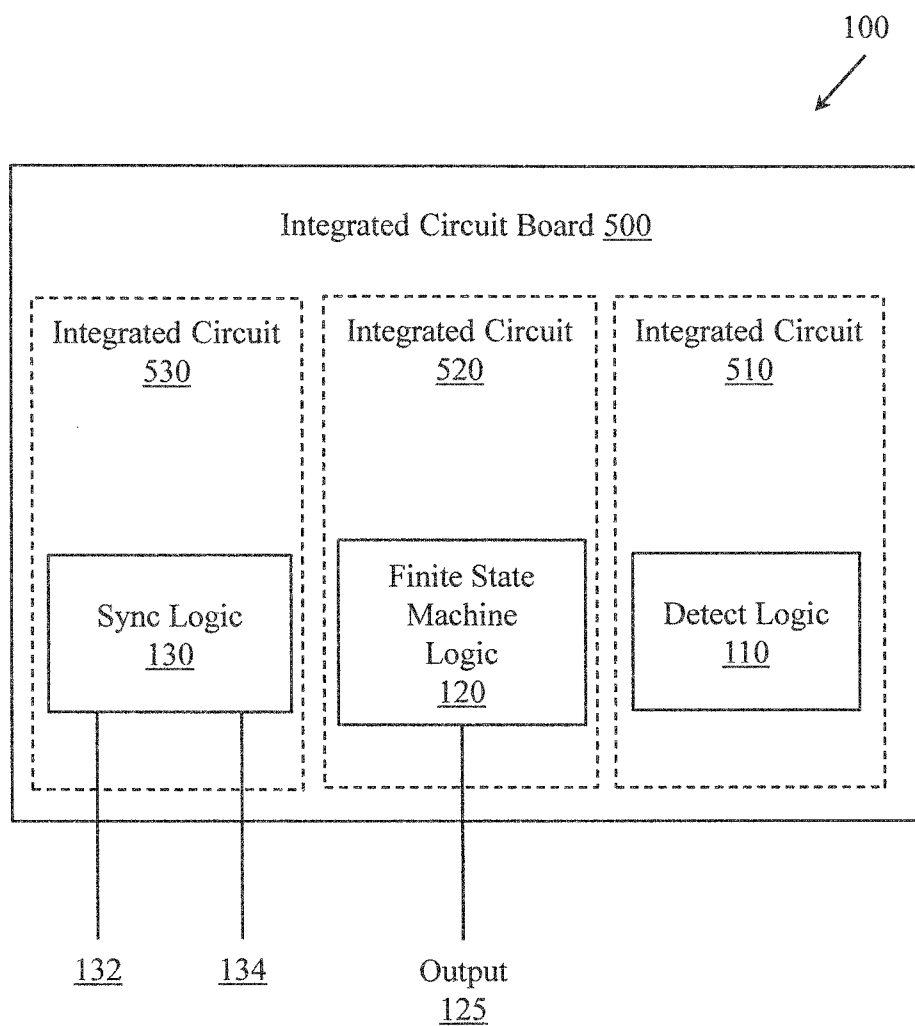 100
Integrated Circuit Board 500
Integrated Circuit
530
Integrated Circuit
520
Integrated Circuit
510
Sync Logic
130
Finite State
Machine
Logic
120
Detect Logic
110
132
134
Output
125